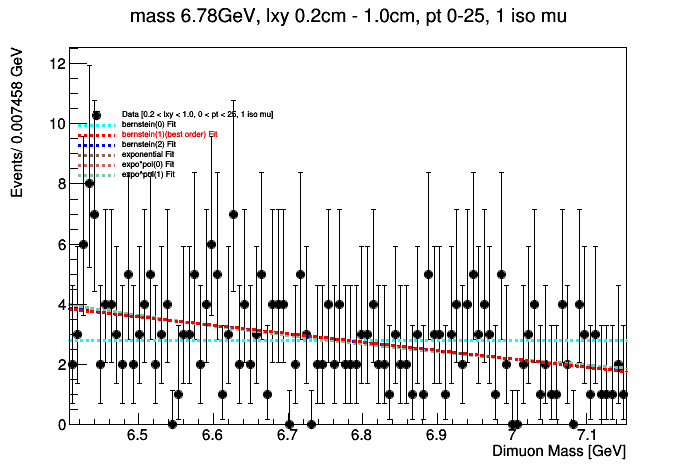 mass 6.78GeV, lxy 0.2cm - 1.0cm, pt 0-25, 1 iso mu
Events/ 0.007458 GeV
12
10
8
6
4
2
0
Data [0.2 < lxy < 1.0, 0 < pt < 25, 1 iso mu]
bernstein(0) Fit
bernstein(1)(best order) Fit
bernstein(2) Fit
exponential Fit
expo*pol(0) Fit
expo*pol(1) Fit
6.5 6.6 6.7 6.8 6.9 7 7.1
Dimuon Mass [GeV]